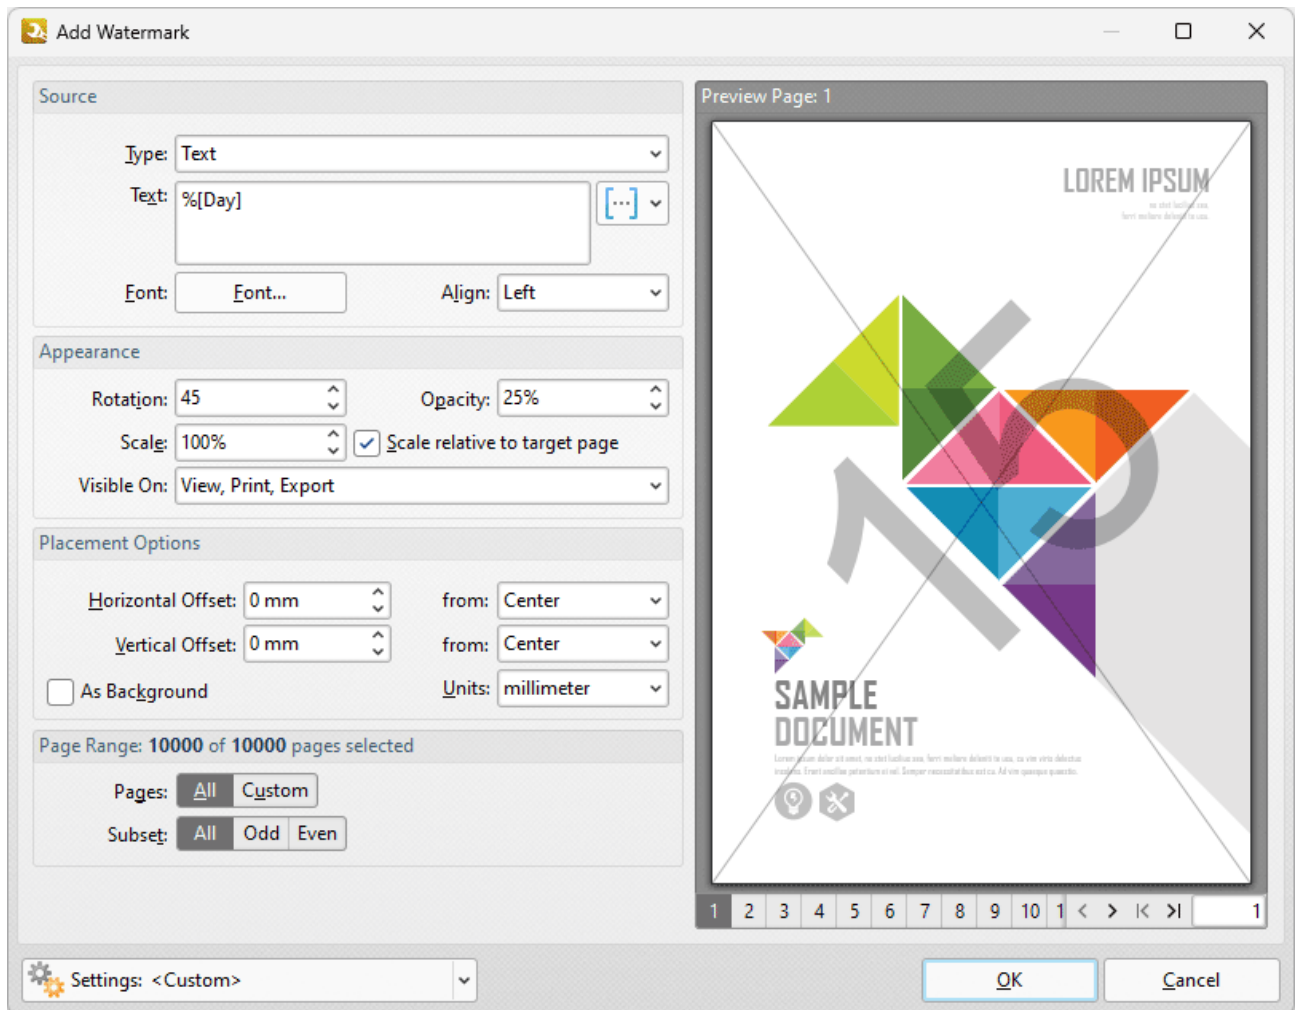 Add Watermark
Source
Type: Text
Text: %[Day]
Font: Font... Align: Left
Appearance
Rotation: 45 Opacity: 25%
Scale: 100% Scale relative to target page
Visible On: View, Print, Export
Placement Options
Horizontal Offset: 0 mm from: Center
Vertical Offset: 0 mm from: Center
As Background Units: millimeter
Page Range: 10000 of 10000 pages selected
Pages: All Custom
Subset: All Odd Even
Preview Page: 1
LOREM IPSUM
15
SAMPLE
DOCUMENT
1 2 3 4 5 6 7 8 9 10 1 1
Settings: <Custom> OK Cancel